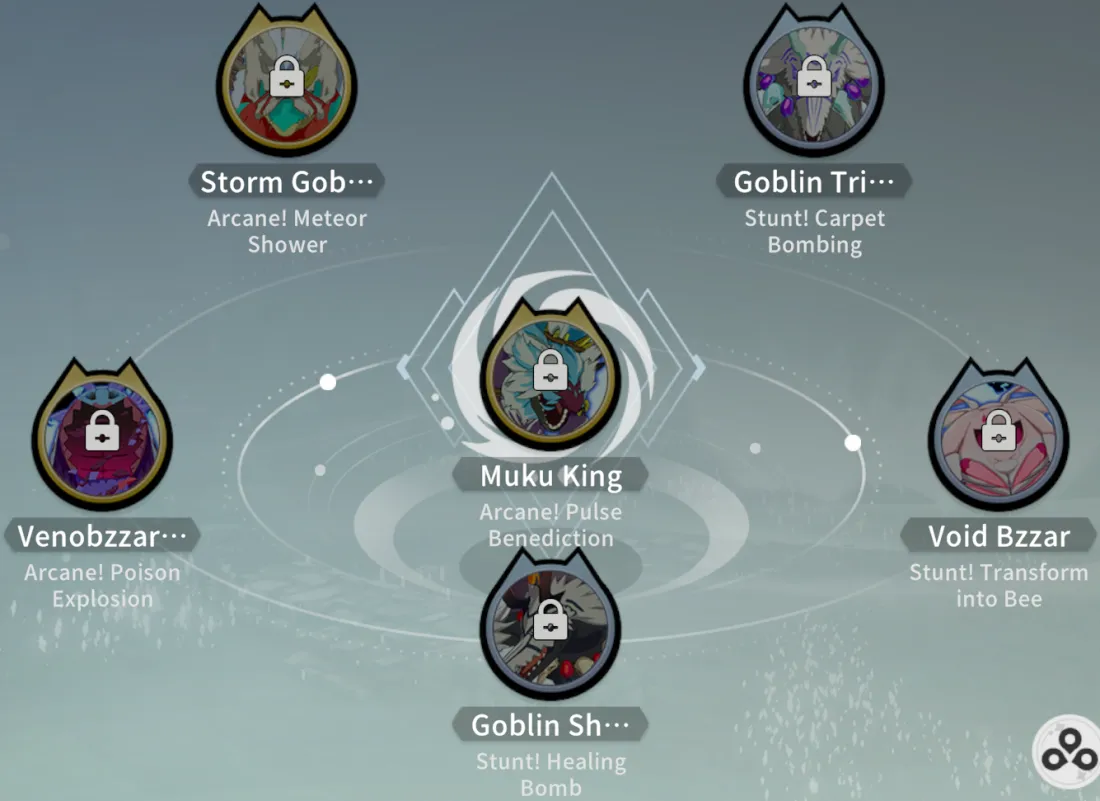 Storm Gob···
Arcane! Meteor
Shower
Goblin Tri···
Stunt! Carpet
Bombing
Muku King
Arcane! Pulse
Benediction
Venobzzar···
Arcane! Poison
Explosion
Void Bzzar
Stunt! Transform
into Bee
Goblin Sh···
Stunt! Healing
Bomb